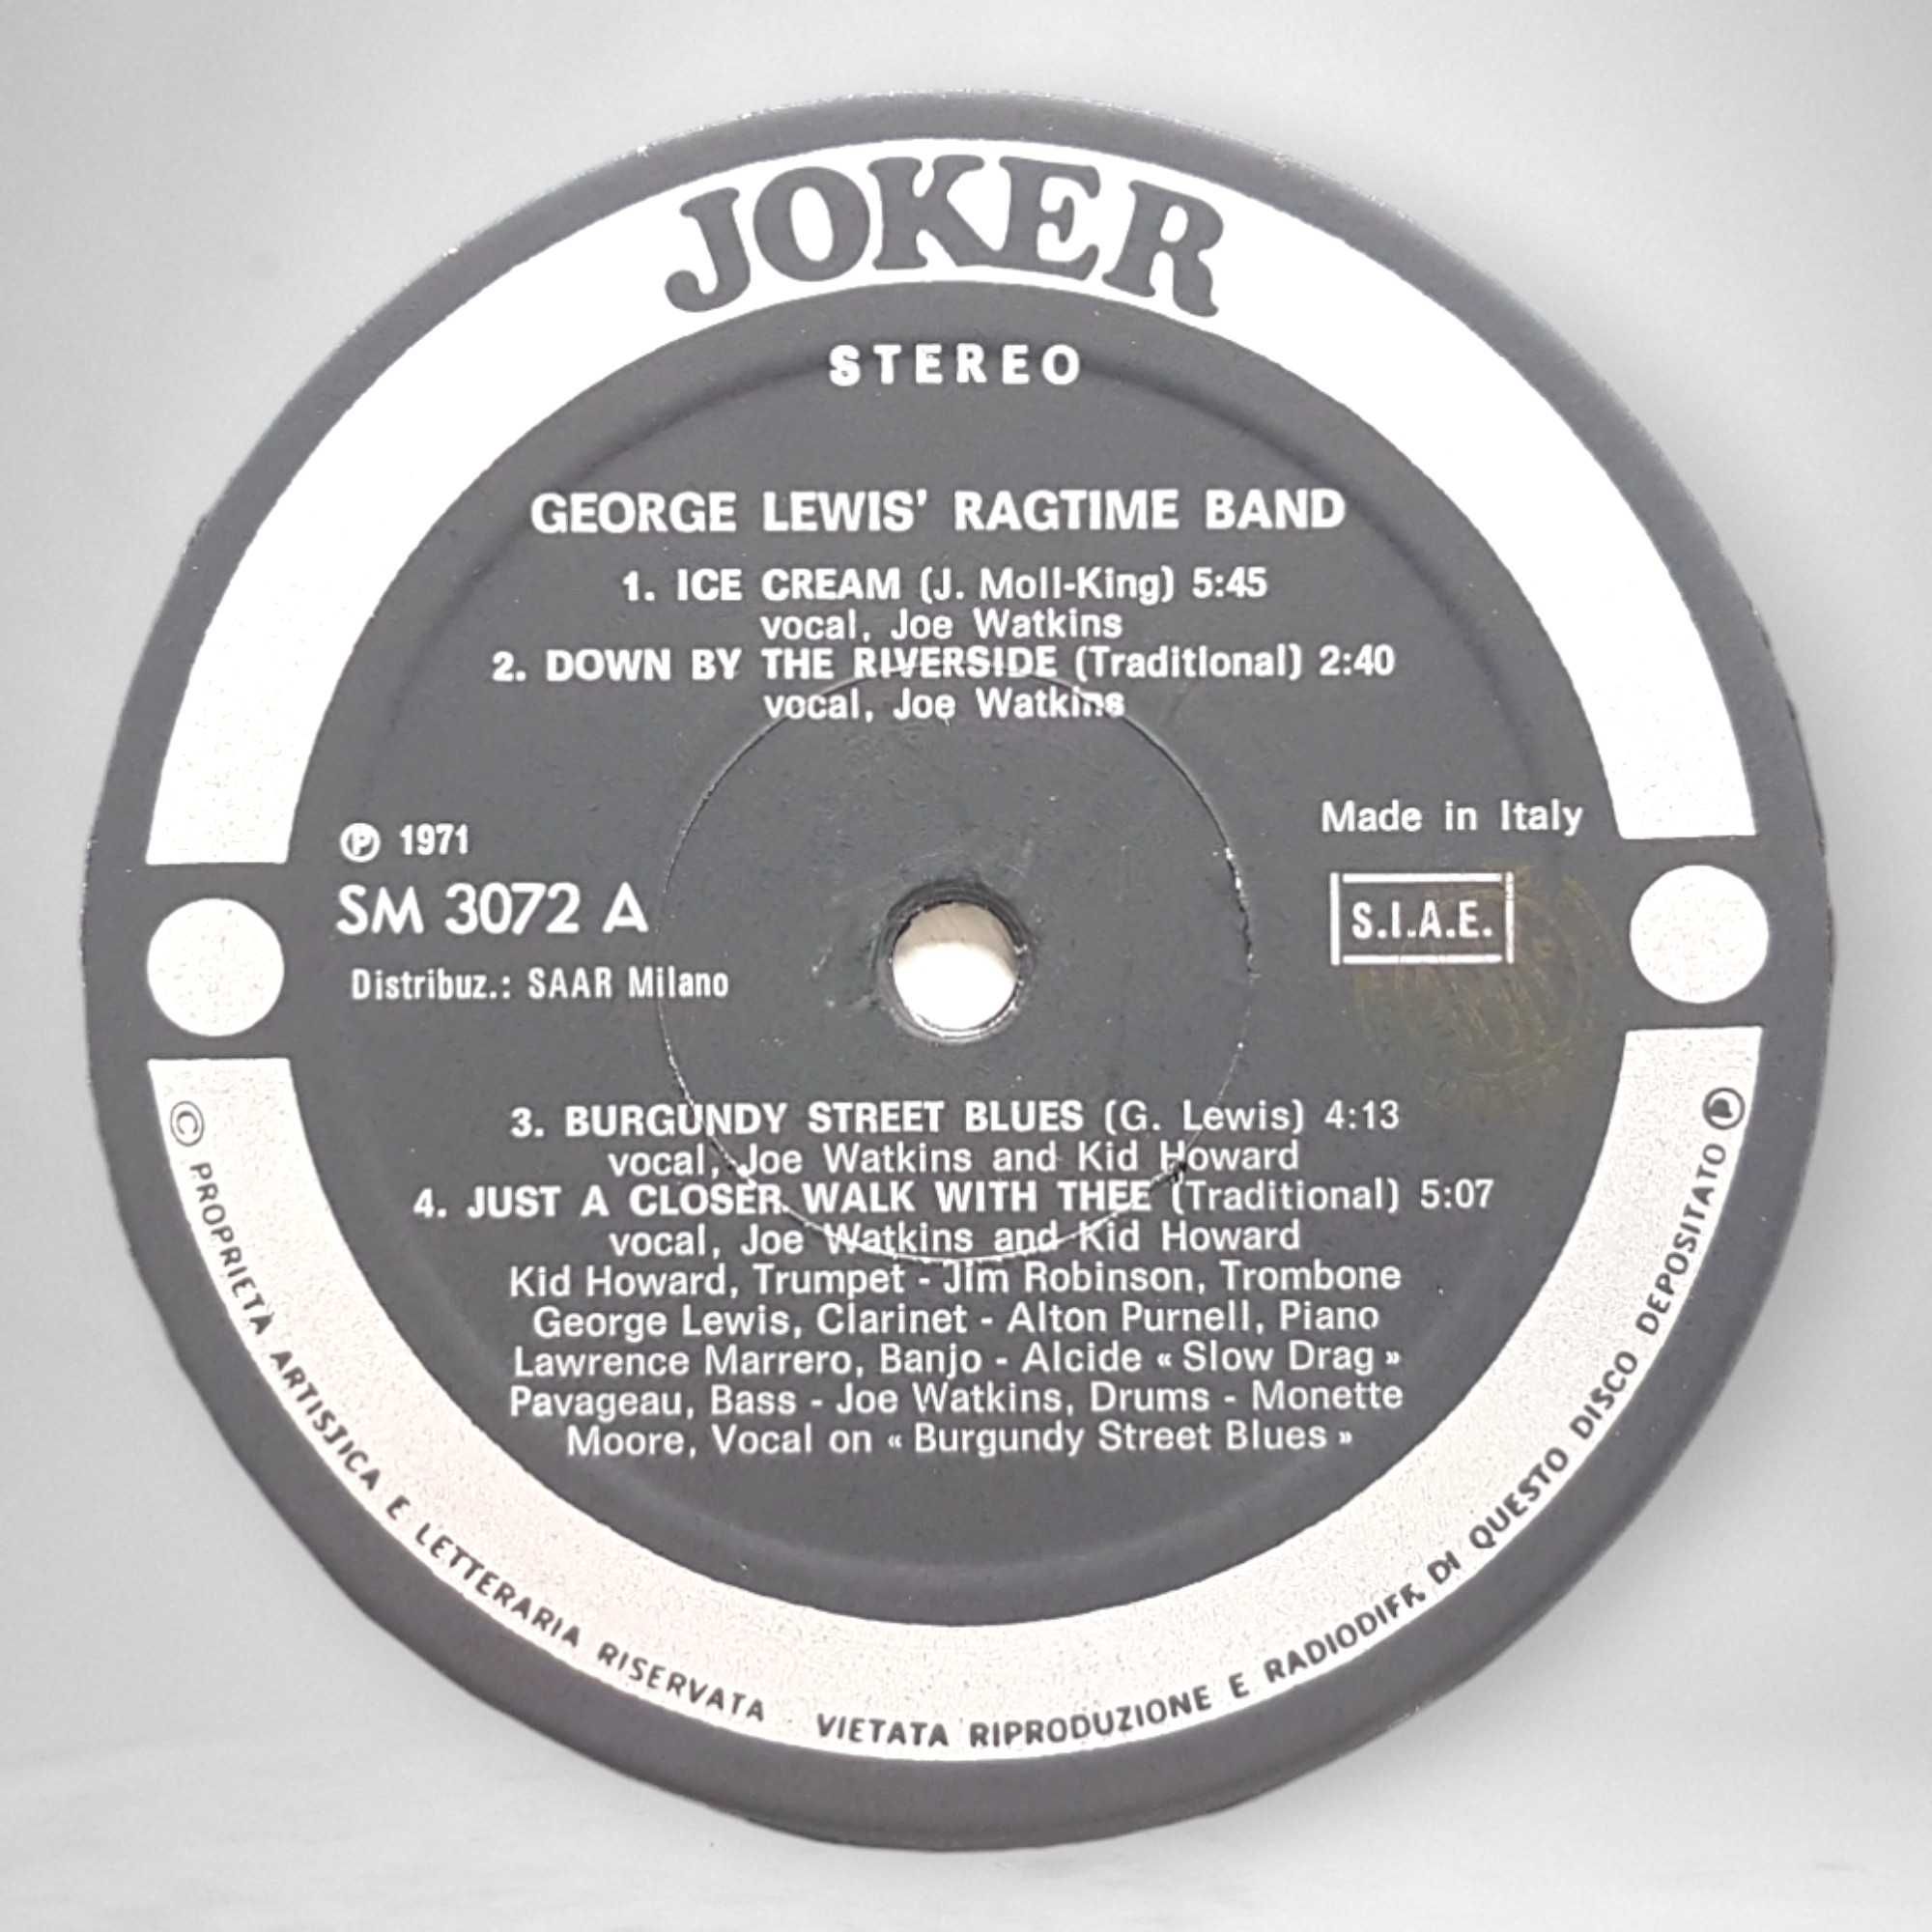 JOKER
STEREO
GEORGE LEWIS' RAGTIME BAND
1. ICE CREAM (J. Moll-King) 5:45
vocal, Joe Watkins
2. DOWN BY THE RIVERSIDE (Traditional) 2:40
vocal, Joe Watkins
Ⓟ 1971
SM 3072 A
Distribuz.: SAAR Milano
Made in Italy
S.I.A.E.
3. BURGUNDY STREET BLUES (G. Lewis) 4:13
vocal, Joe Watkins and Kid Howard
4. JUST A CLOSER WALK WITH THEE (Traditional) 5:07
vocal, Joe Watkins and Kid Howard
Kid Howard, Trumpet - Jim Robinson, Trombone
George Lewis, Clarinet - Alton Purnell, Piano
Lawrence Marrero, Banjo - Alcide « Slow Drag »
Pavageau, Bass - Joe Watkins, Drums - Monette
Moore, Vocal on « Burgundy Street Blues »
© PROPRIETÀ ARTISTICA E LETTERARIA RISERVATA VIETATA RIPRODUZIONE E RADIODIFF. DI QUESTO DISCO DEPOSITATO